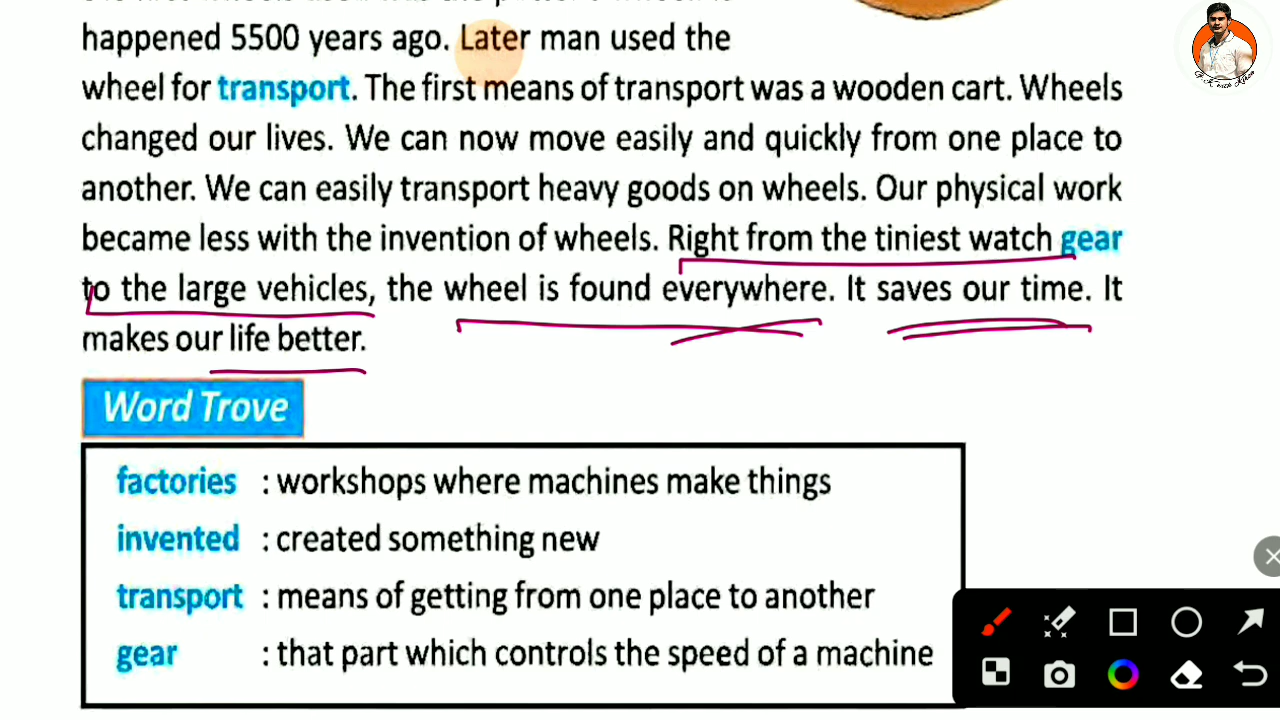 happened 5500 years ago. Later man used the
wheel for transport. The first means of transport was a wooden cart. Wheels
changed our lives. We can now move easily and quickly from one place to
another. We can easily transport heavy goods on wheels. Our physical work
became less with the invention of wheels. Right from the tiniest watch gear
to the large vehicles, the wheel is found everywhere. It saves our time. It
makes our life better.
Word Trove
factories : workshops where machines make things
invented : created something new
transport : means of getting from one place to another
gear : that part which controls the speed of a machine